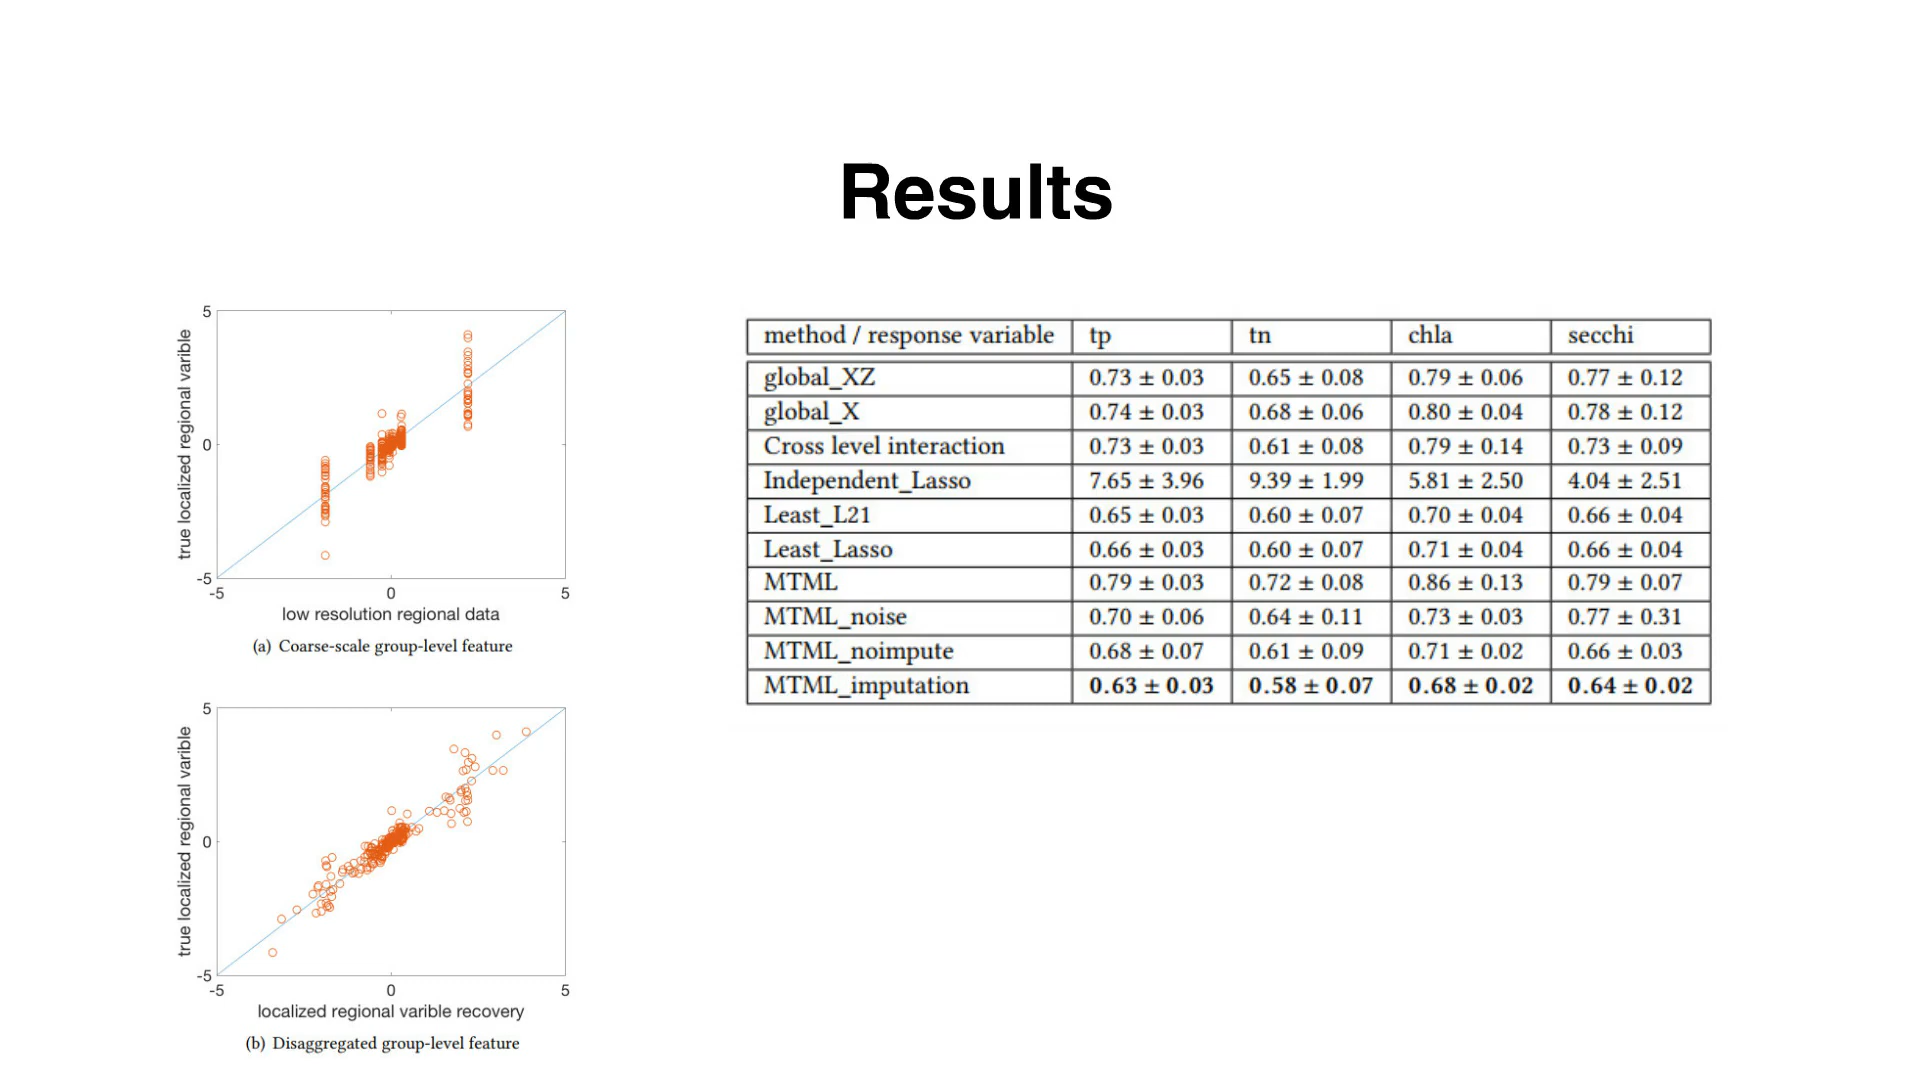 Results
5
0
-5
-5 0 5
true localized regional varible
low resolution regional data
(a) Coarse-scale group-level feature
5
0
-5
-5 0 5
true localized regional varible
localized regional varible recovery
(b) Disaggregated group-level feature
method / response variable tp tn chla secchi
global_XZ 0.73 ± 0.03 0.65 ± 0.08 0.79 ± 0.06 0.77 ± 0.12
global_X 0.74 ± 0.03 0.68 ± 0.06 0.80 ± 0.04 0.78 ± 0.12
Cross level interaction 0.73 ± 0.03 0.61 ± 0.08 0.79 ± 0.14 0.73 ± 0.09
Independent_Lasso 7.65 ± 3.96 9.39 ± 1.99 5.81 ± 2.50 4.04 ± 2.51
Least_L21 0.65 ± 0.03 0.60 ± 0.07 0.70 ± 0.04 0.66 ± 0.04
Least_Lasso 0.66 ± 0.03 0.60 ± 0.07 0.71 ± 0.04 0.66 ± 0.04
MTML 0.79 ± 0.03 0.72 ± 0.08 0.86 ± 0.13 0.79 ± 0.07
MTML_noise 0.70 ± 0.06 0.64 ± 0.11 0.73 ± 0.03 0.77 ± 0.31
MTML_noimpute 0.68 ± 0.07 0.61 ± 0.09 0.71 ± 0.02 0.66 ± 0.03
MTML_imputation 0.63 ± 0.03 0.58 ± 0.07 0.68 ± 0.02 0.64 ± 0.02